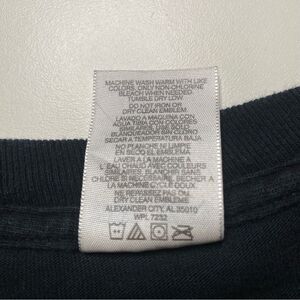 MACHINE WASH WARM WITH LIKE
COLORS, ONLY NON-CHLORINE
BLEACH WHEN NEEDED
TUMBLE DRY LOW
DO NOT IRON OR
DRY CLEAN EMBLEM
LAVADO A MAQUINA CON
AGUA TIBIA CON COLORES
SIMILARES, USE SOLO
BLANQUEADOR SIN CLORO
SECAR A TEMPERATURA BAJA
NO PLANCHE NI LIMPIE
EN SECO EL EMBLEMA
LAVER A LA MACHINE A
L'EAU CHAUDE AVEC COULEURS
SIMILAIRES, BLANCHIR SANS
CHLORE SI NECESSAIRE. SECHER A
LA MACHINE CYCLE DOUX.
NE REPASSEZ PAS OU
DRY CLEAN EMBLEM
ALEXANDER CITY, AL 35010
WPL 7232